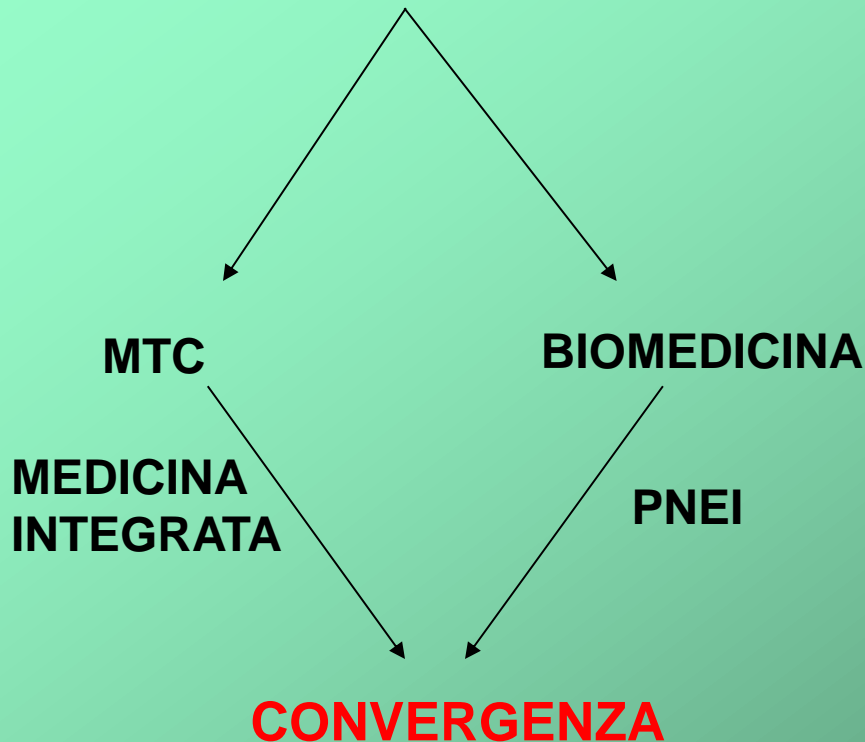 MTC
BIOMEDICINA
MEDICINA
INTEGRATA
PNEI
CONVERGENZA